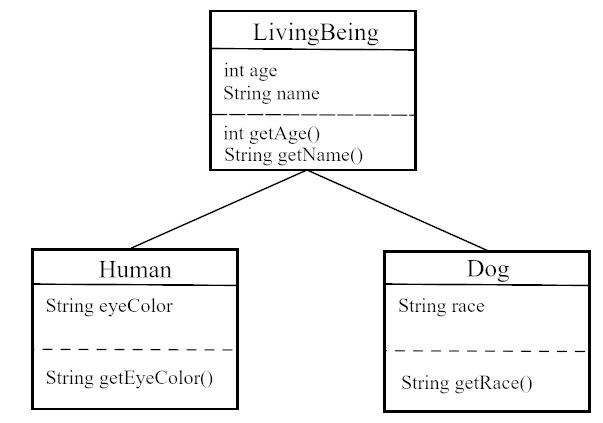 LivingBeing
int age
String name
int getAge()
String getName()
Human
String eyeColor
String getEyeColor()
Dog
String race
String getRace()